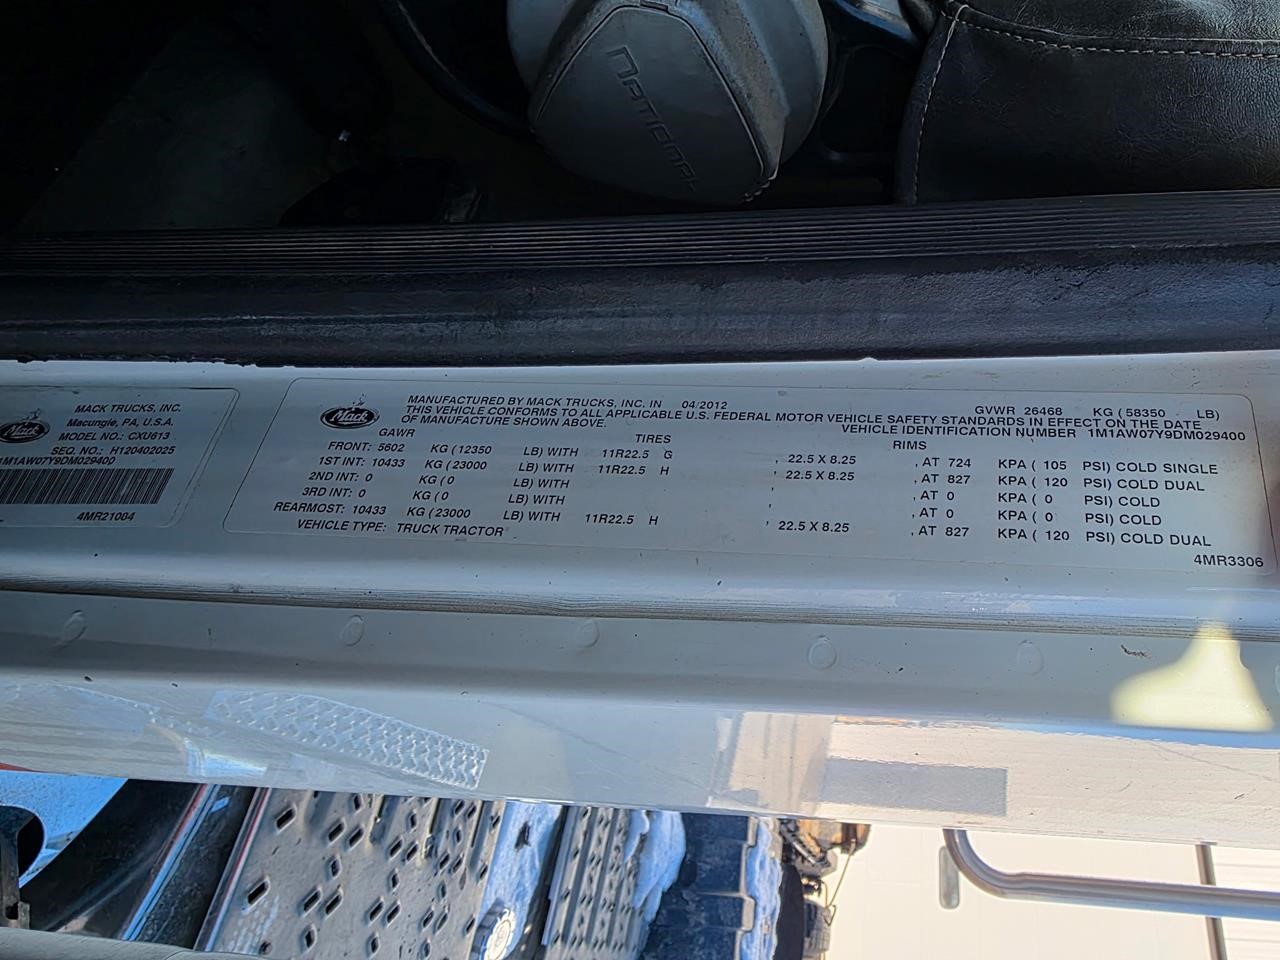 NATIONAL
Mack
MACK TRUCKS, INC.
Macungie, PA, U.S.A.
MODEL NO.: CXU613
SEQ NO.: H120402025
1M1AW07Y9DM029400
4MR21004
Mack
MANUFACTURED BY MACK TRUCKS, INC. IN 04/2012 GVWR 26468 KG (58350 LB)
THIS VEHICLE CONFORMS TO ALL APPLICABLE U.S. FEDERAL MOTOR VEHICLE SAFETY STANDARDS IN EFFECT ON THE DATE
OF MANUFACTURE SHOWN ABOVE. VEHICLE IDENTIFICATION NUMBER 1M1AW07Y9DM029400
GAWR TIRES RIMS
FRONT: 5602 KG (12350 LB) WITH 11R22.5 G , 22.5 X 8.25 , AT 724 KPA ( 105 PSI) COLD SINGLE
1ST INT: 10433 KG (23000 LB) WITH 11R22.5 H , 22.5 X 8.25 , AT 827 KPA ( 120 PSI) COLD DUAL
2ND INT: 0 KG (0 LB) WITH , , AT 0 KPA ( 0 PSI) COLD
3RD INT: 0 KG (0 LB) WITH , , AT 0 KPA ( 0 PSI) COLD
REARMOST: 10433 KG (23000 LB) WITH 11R22.5 H , 22.5 X 8.25 , AT 827 KPA ( 120 PSI) COLD DUAL
VEHICLE TYPE: TRUCK TRACTOR
4MR3306